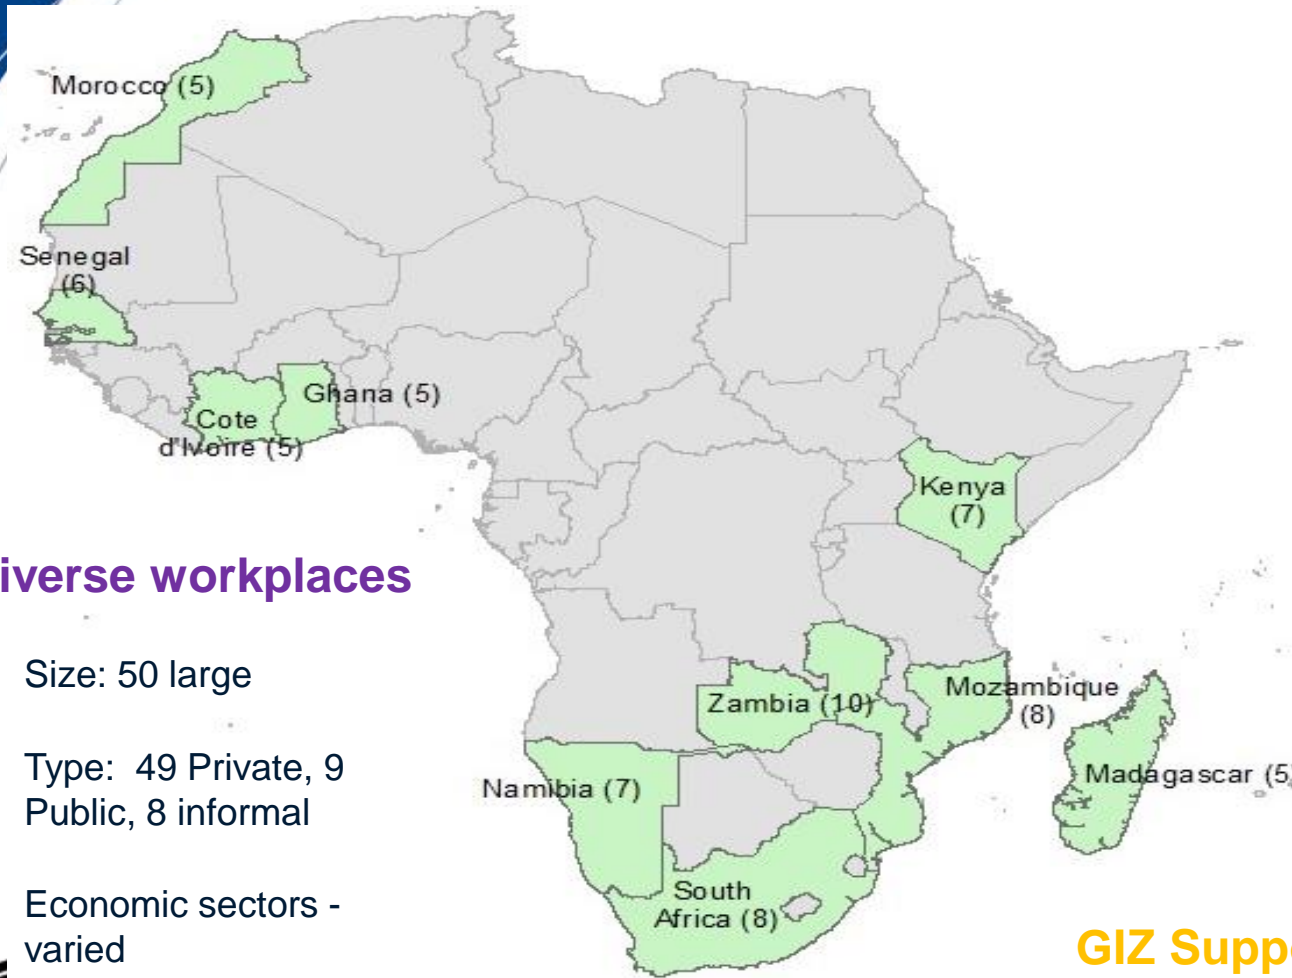 Morocco (5)
Senegal
(6)
Ghana (5)
Cote
d'Ivoire (5)
Kenya
(7)
iverse workplaces
Size: 50 large
Zambia (10)
Mozambique
(8)
Type: 49 Private, 9
Public, 8 informal
Namibia (7)
Madagascar (5
Economic sectors -
varied
South
Africa (8)
GIZ Suppo